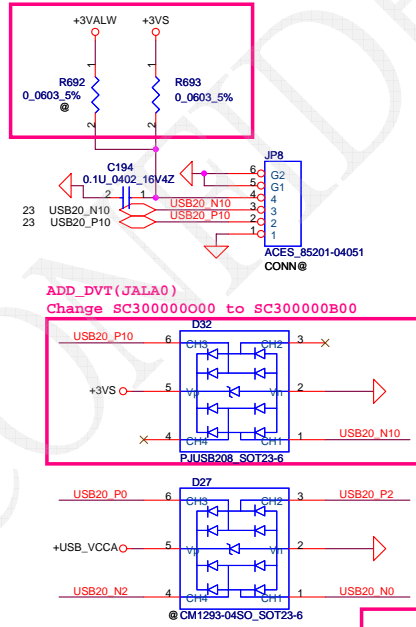 +3VALW +3VS
1 1
R692 R693
0_0603_5% 0_0603_5%
@
2 2
C194
0.1U_0402_16V4Z
2 1
JP8
6 G2
5 G1
4 4
23 USB20_N10 USB20_N10 3 3
23 USB20_P10 USB20_P10 2 2
1 1
ACES_85201-04051
CONN@
ADD_DVT(JALA0)
Change SC300000O00 to SC300000B00
D32
USB20_P10 6 CH3 CH2 3
+3VS 5 Vp Vn 2
4 CH4 CH1 1 USB20_N10
PJUSB208_SOT23-6
D27
USB20_P0 6 CH3 CH2 3 USB20_P2
+USB_VCCA 5 Vp Vn 2
USB20_N2 4 CH4 CH1 1 USB20_N0
@ CM1293-04SO_SOT23-6